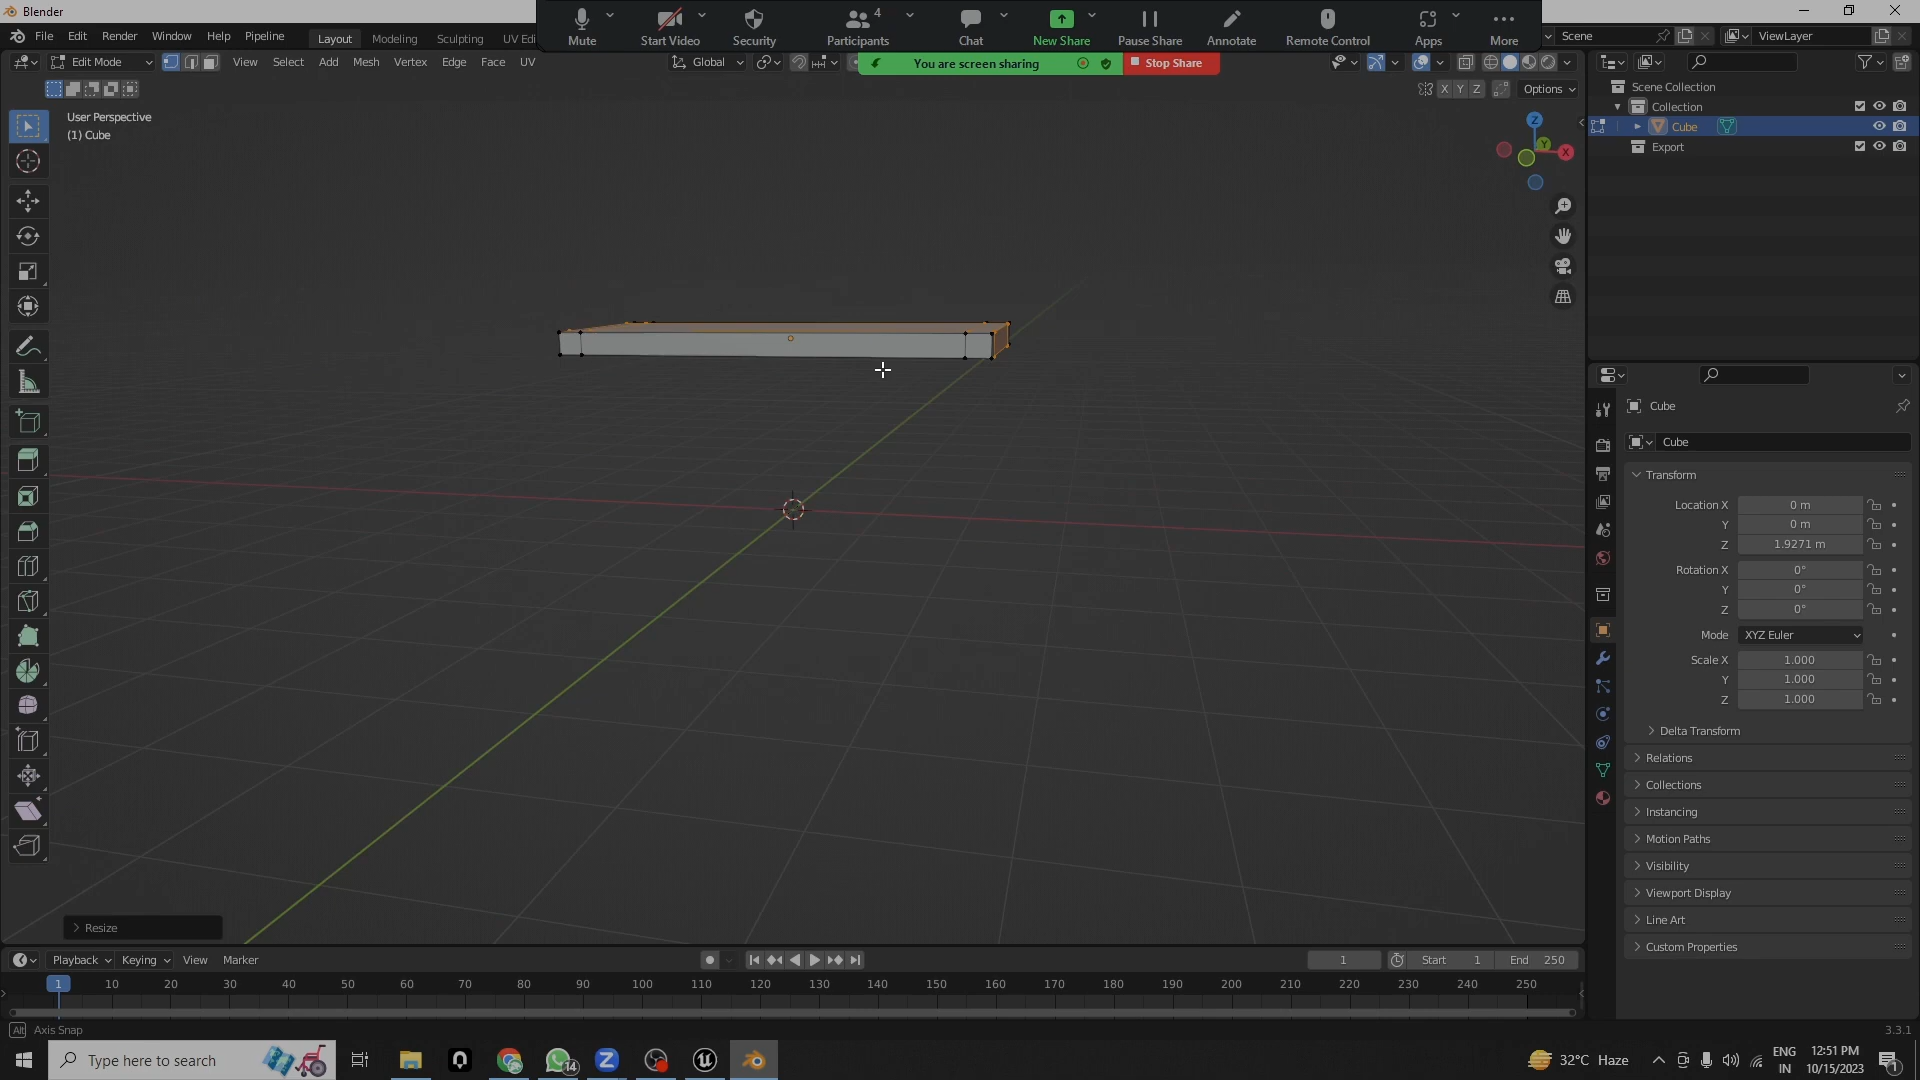 Blender
Mute
Start Video
Security
Participants
4
Chat
New Share
Pause Share
Annotate
Remote Control
Apps
More
File Edit Render Window Help Pipeline Layout Modeling Sculpting UV Edi
Scene
ViewLayer
You are screen sharing
Stop Share
Edit Mode
View Select Add Mesh Vertex Edge Face UV
Global
X Y Z
Options
User Perspective
(1) Cube
Z
Y
X
Scene Collection
Collection
Cube
Export
Cube
Cube
Transform
Location X 0 m
Y 0 m
Z 1.9271 m
Rotation X 0°
Y 0°
Z 0°
Mode XYZ Euler
Scale X 1.000
Y 1.000
Z 1.000
Delta Transform
Relations
Collections
Instancing
Motion Paths
Visibility
Viewport Display
Line Art
Custom Properties
Resize
Playback Keying View Marker
1
Start 1
End 250
1 10 20 30 40 50 60 70 80 90 100 110 120 130 140 150 160 170 180 190 200 210 220 230 240 250
Alt Axis Snap
3.3.1
Type here to search
14
32°C Haze
ENG
IN
12:51 PM
10/15/2023
1